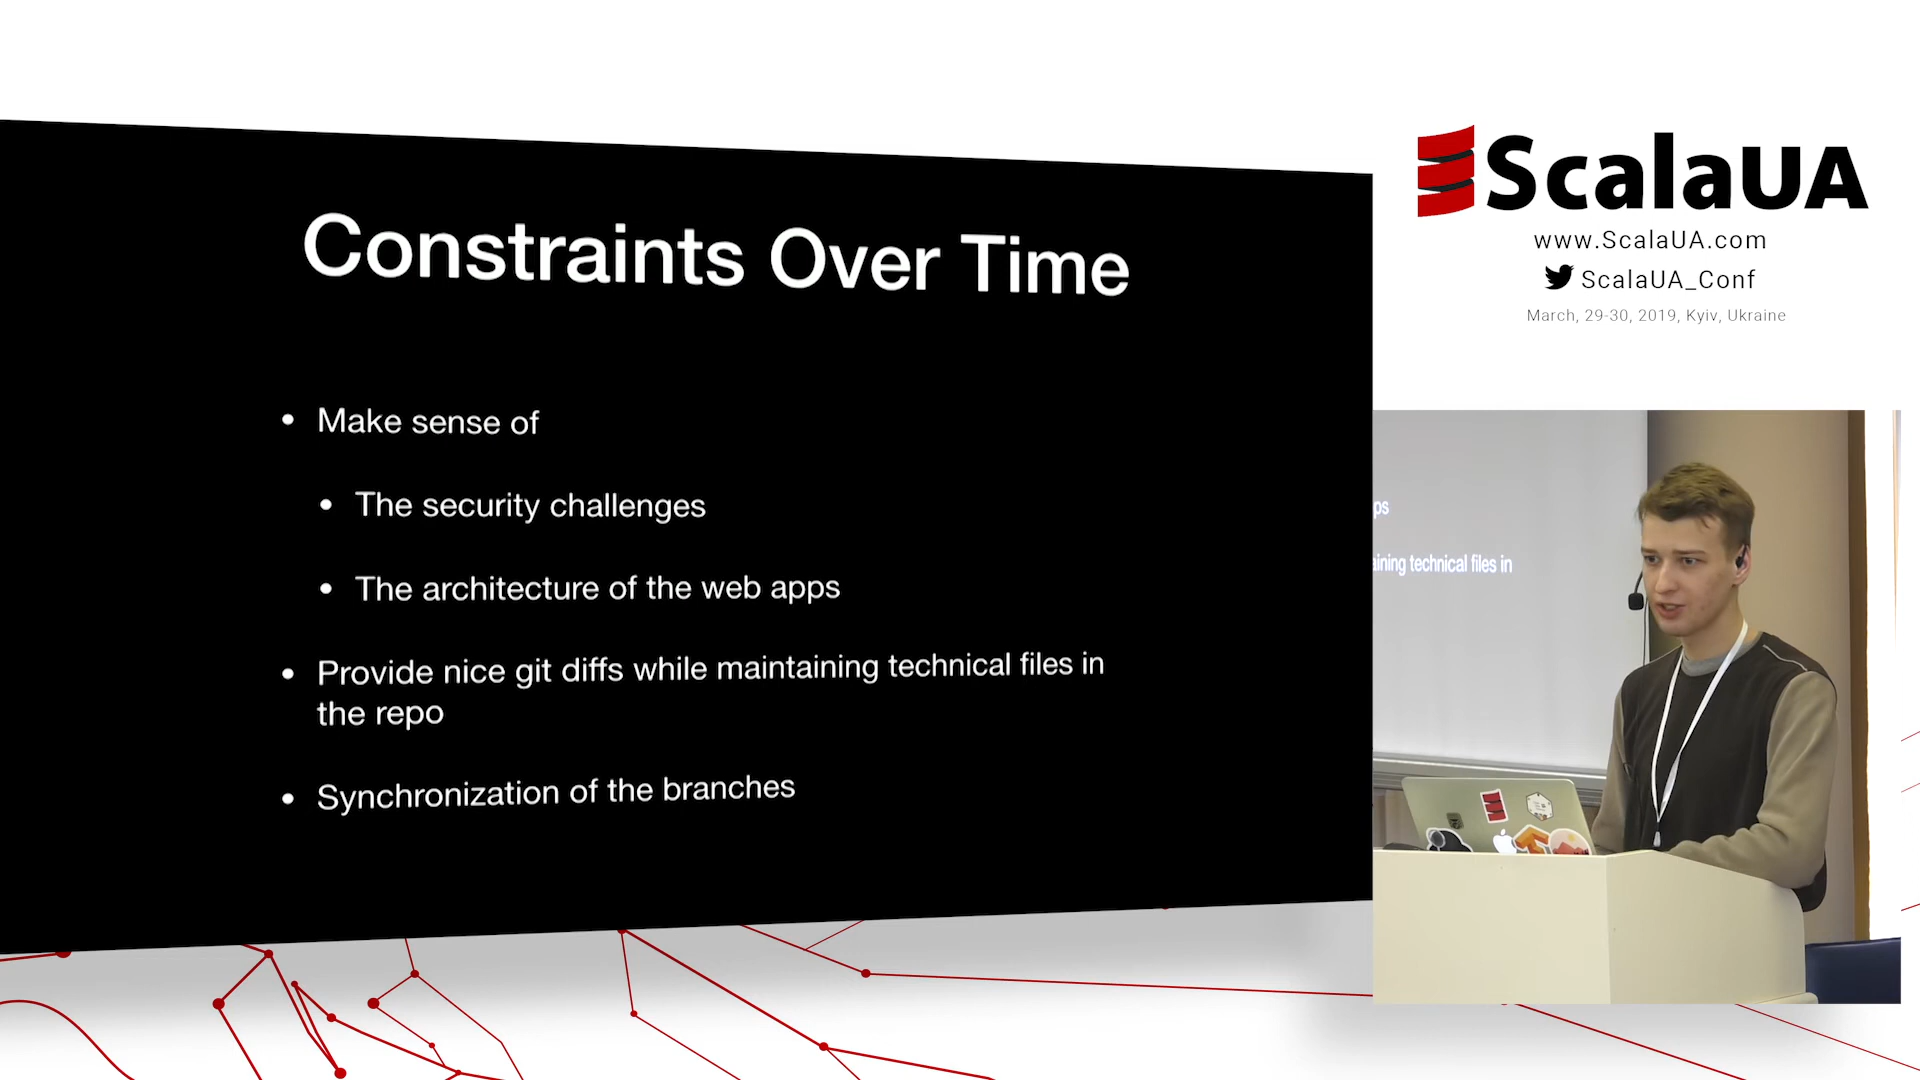 Constraints Over Time
• Make sense of
• The security challenges
• The architecture of the web apps
• Provide nice git diffs while maintaining technical files in
the repo
• Synchronization of the branches
ScalaUA
www.ScalaUA.com
ScalaUA_Conf
March, 29-30, 2019, Kyiv, Ukraine
ps
aining technical files in